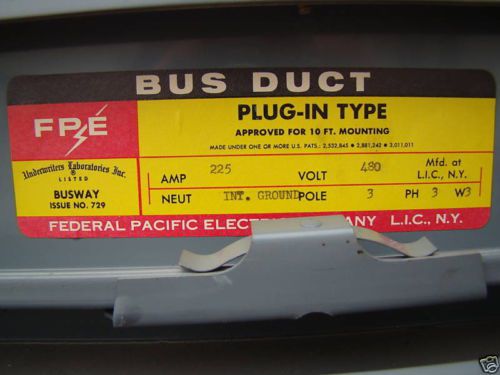 BUS DUCT
FPE
PLUG-IN TYPE
APPROVED FOR 10 FT. MOUNTING
MADE UNDER ONE OR MORE U.S. PATS.: 2,532,845 • 2,881,242 • 3,011,011
Underwriters Laboratories Inc.
LISTED
BUSWAY
ISSUE NO. 729
AMP 225 VOLT 480 Mfd. at
L.I.C., N.Y.
NEUT INT. GROUND POLE 3 PH 3 W3
FEDERAL PACIFIC ELECTRIC COMPANY L.I.C., N.Y.